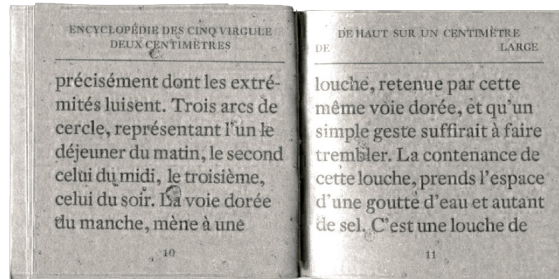 ENCYCLOPÉDIE DES CINQ VIRGULE
DEUX CENTIMÈTRES
précisément dont les extré-
mités luisent. Trois arcs de
cercle, représentant l'un le
déjeuner du matin, le second
celui du midi, le troisième,
celui du soir. La voie dorée
du manche, mène à une
10
DE HAUT SUR UN CENTIMÈTRE
DE LARGE
louche, retenue par cette
même voie dorée, et qu'un
simple geste suffirait à faire
trembler. La contenance de
cette louche, prends l'espace
d'une goutte d'eau et autant
de sel. C'est une louche de
11